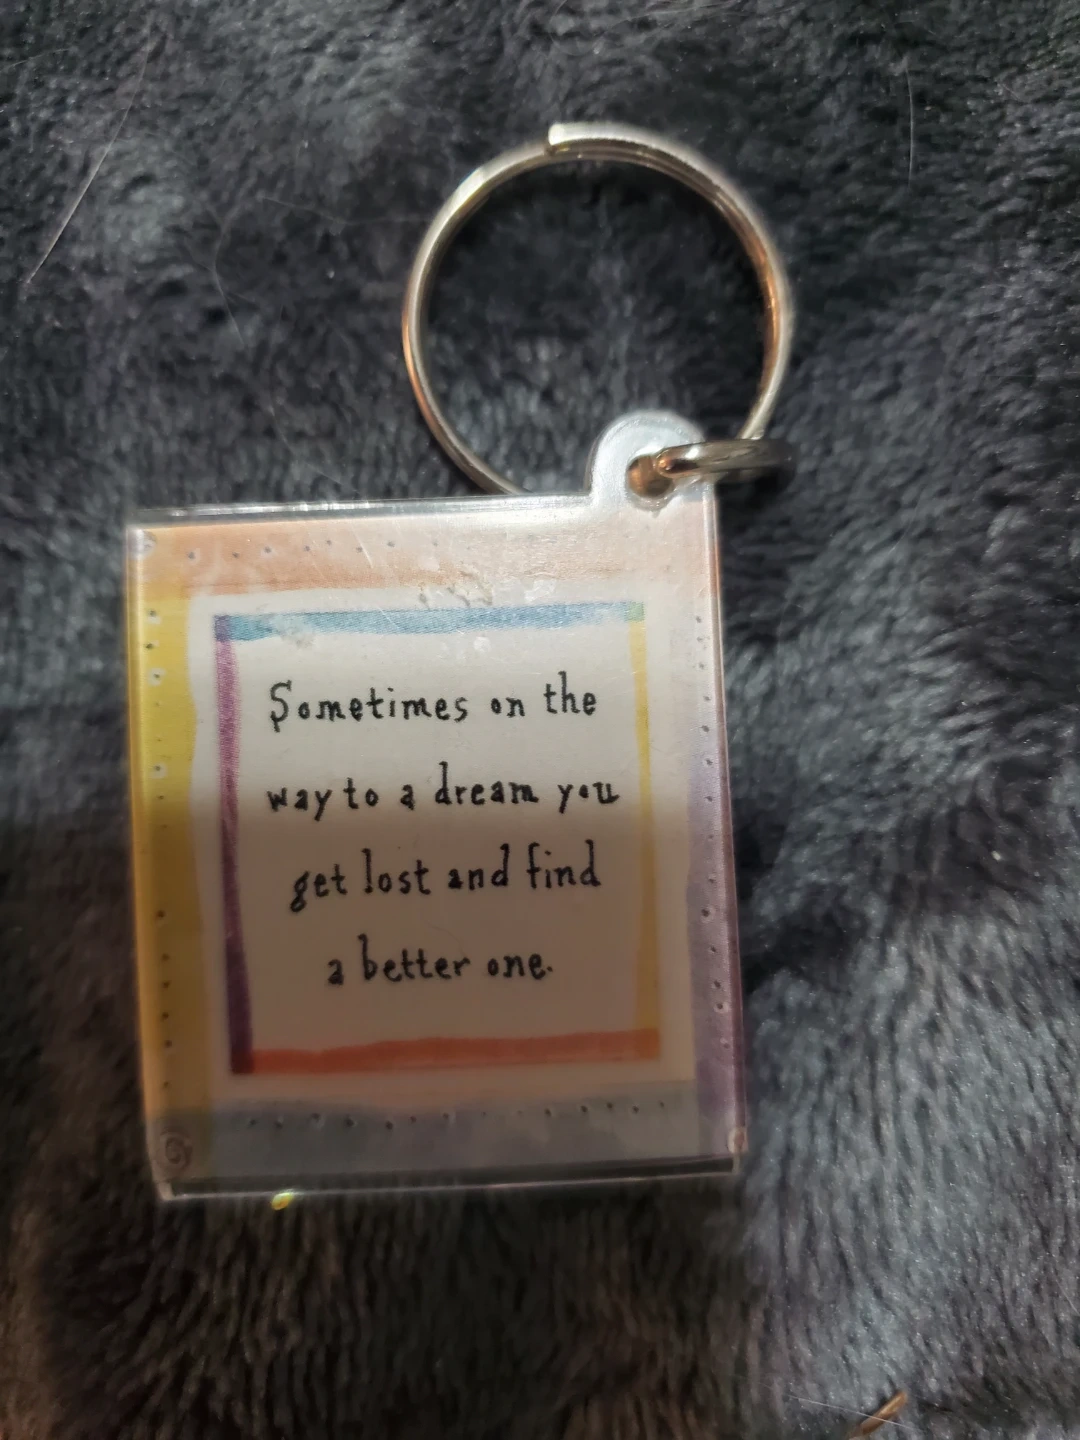 Sometimes on the
way to a dream you
get lost and find
a better one.